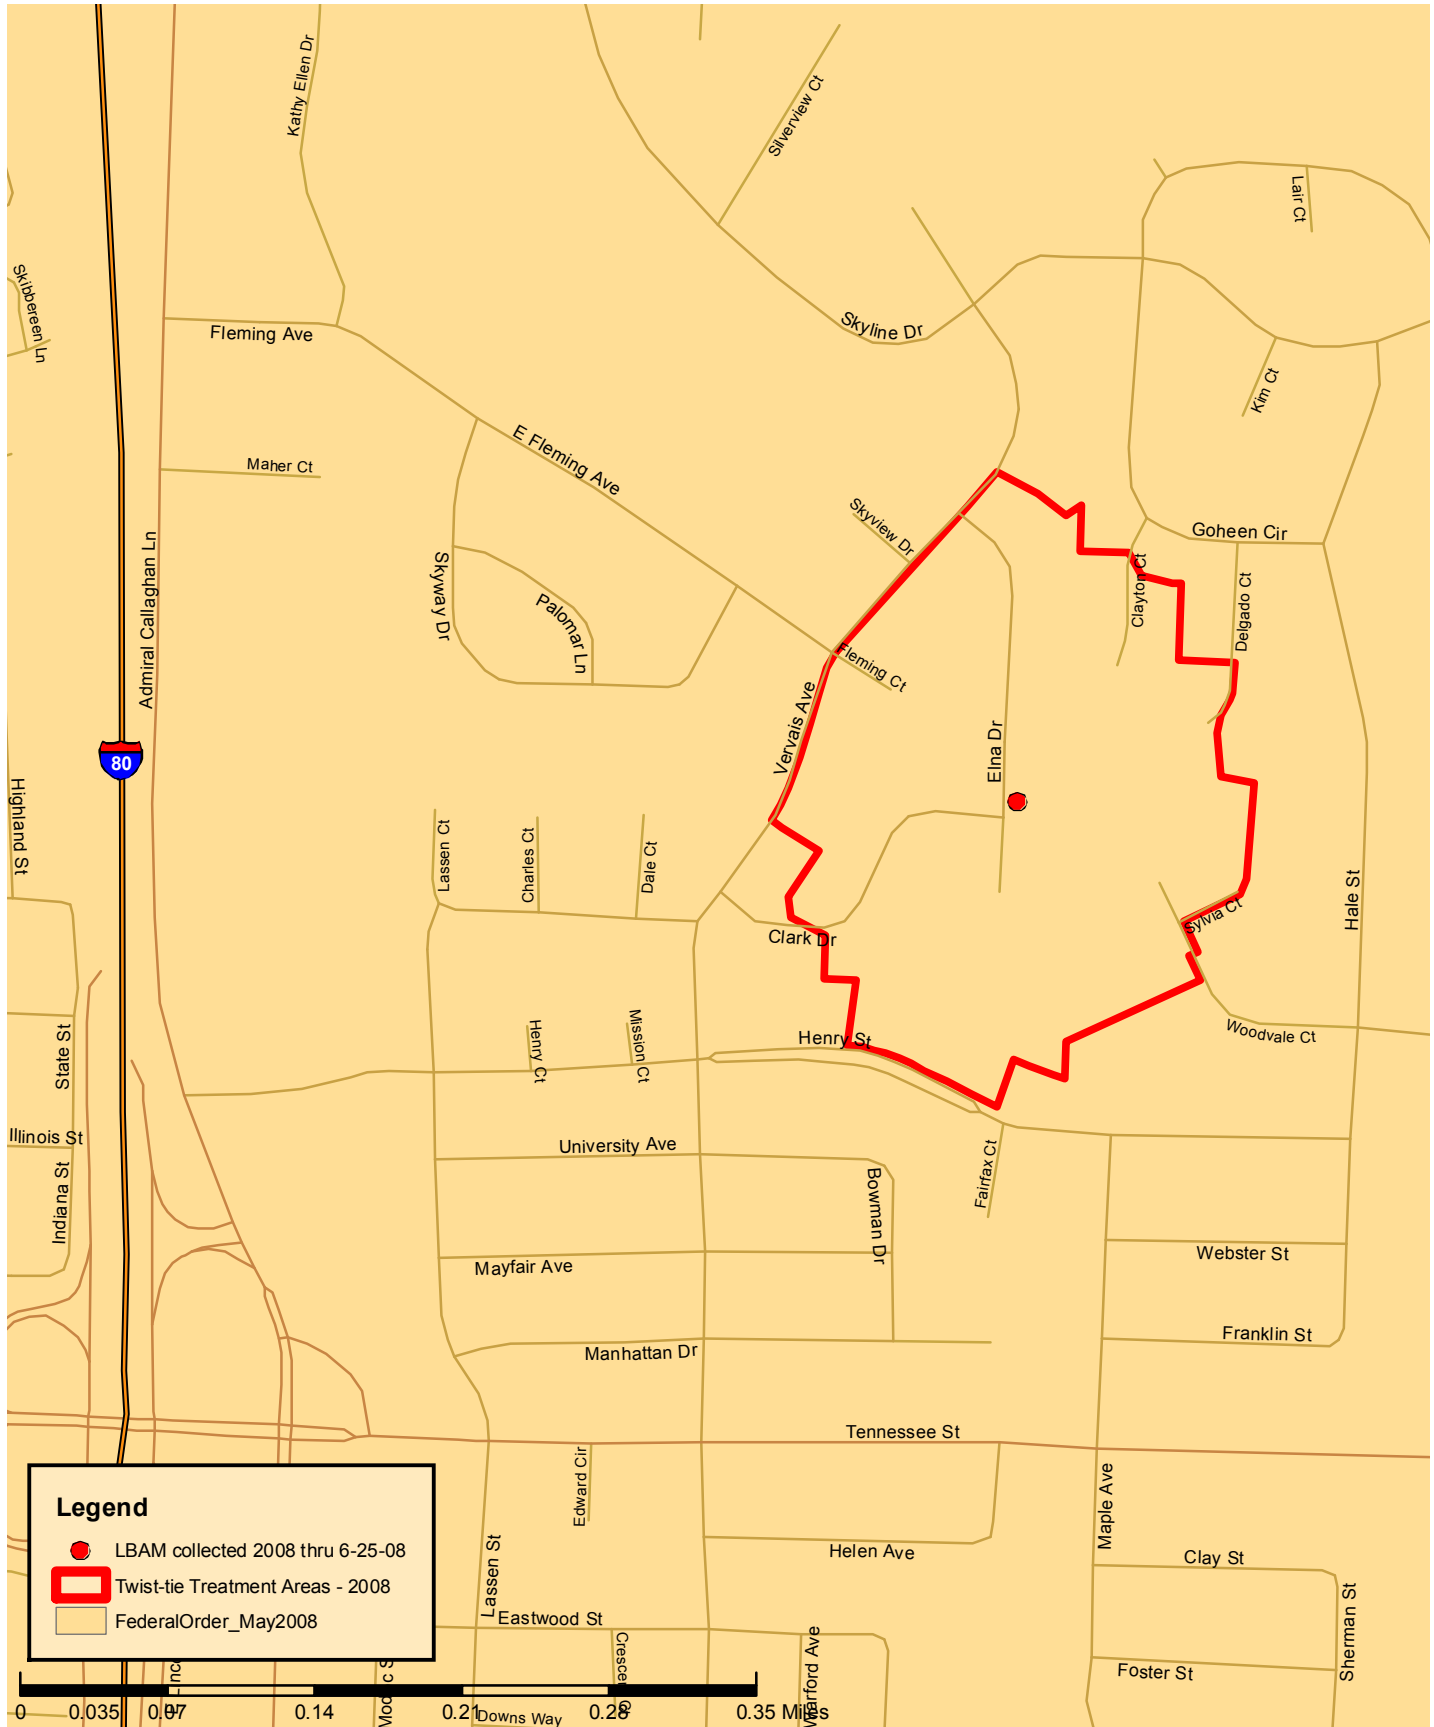 Kathy Ellen Dr
Silverview Ct
Lair Ct
Skibbereen Ln
Fleming Ave
Skyline Dr
Kim Ct
E Fleming Ave
Maher Ct
Skyview Dr
Goheen Cir
Admiral Callaghan Ln
Skyway Dr
Palomar Ln
Clayton Ct
Delgado Ct
Fleming Ct
Vervais Ave
Elna Dr
80
Highland St
Lassen Ct
Charles Ct
Dale Ct
Hale St
Sylvia Ct
Clark Dr
State St
Henry Ct
Mission Ct
Henry St
Woodvale Ct
Illinois St
University Ave
Fairfax Ct
Indiana St
Bowman Dr
Mayfair Ave
Webster St
Manhattan Dr
Franklin St
Tennessee St
Edward Cir
Maple Ave
Legend
LBAM collected 2008 thru 6-25-08
Twist-tie Treatment Areas - 2008
FederalOrder_May2008
Lassen St
Helen Ave
Clay St
Eastwood St
Sherman St
Foster St
0 0.035 0.07 0.14 0.21 0.28 0.35 Miles
Downs Way